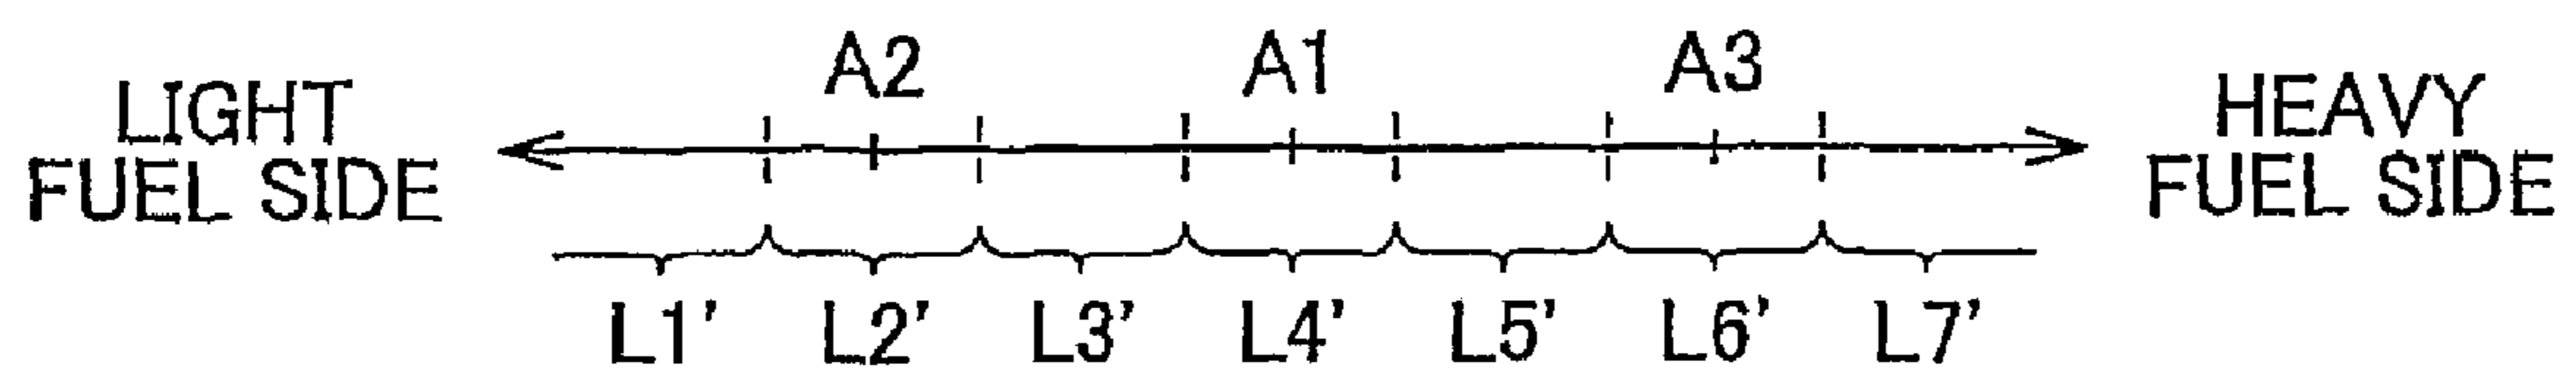 LIGHT
FUEL SIDE
A2 A1 A3
HEAVY
FUEL SIDE
L1' L2' L3' L4' L5' L6' L7'